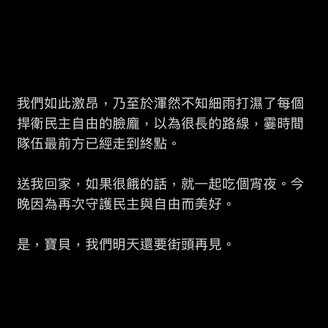 我們如此激昂，乃至於渾然不知細雨打濕了每個
捍衛民主自由的臉龐，以為很長的路線，霎時間
隊伍最前方已經走到終點。
送我回家，如果很餓的話，就一起吃個宵夜。今
晚因為再次守護民主與自由而美好。
是，寶貝，我們明天還要街頭再見。